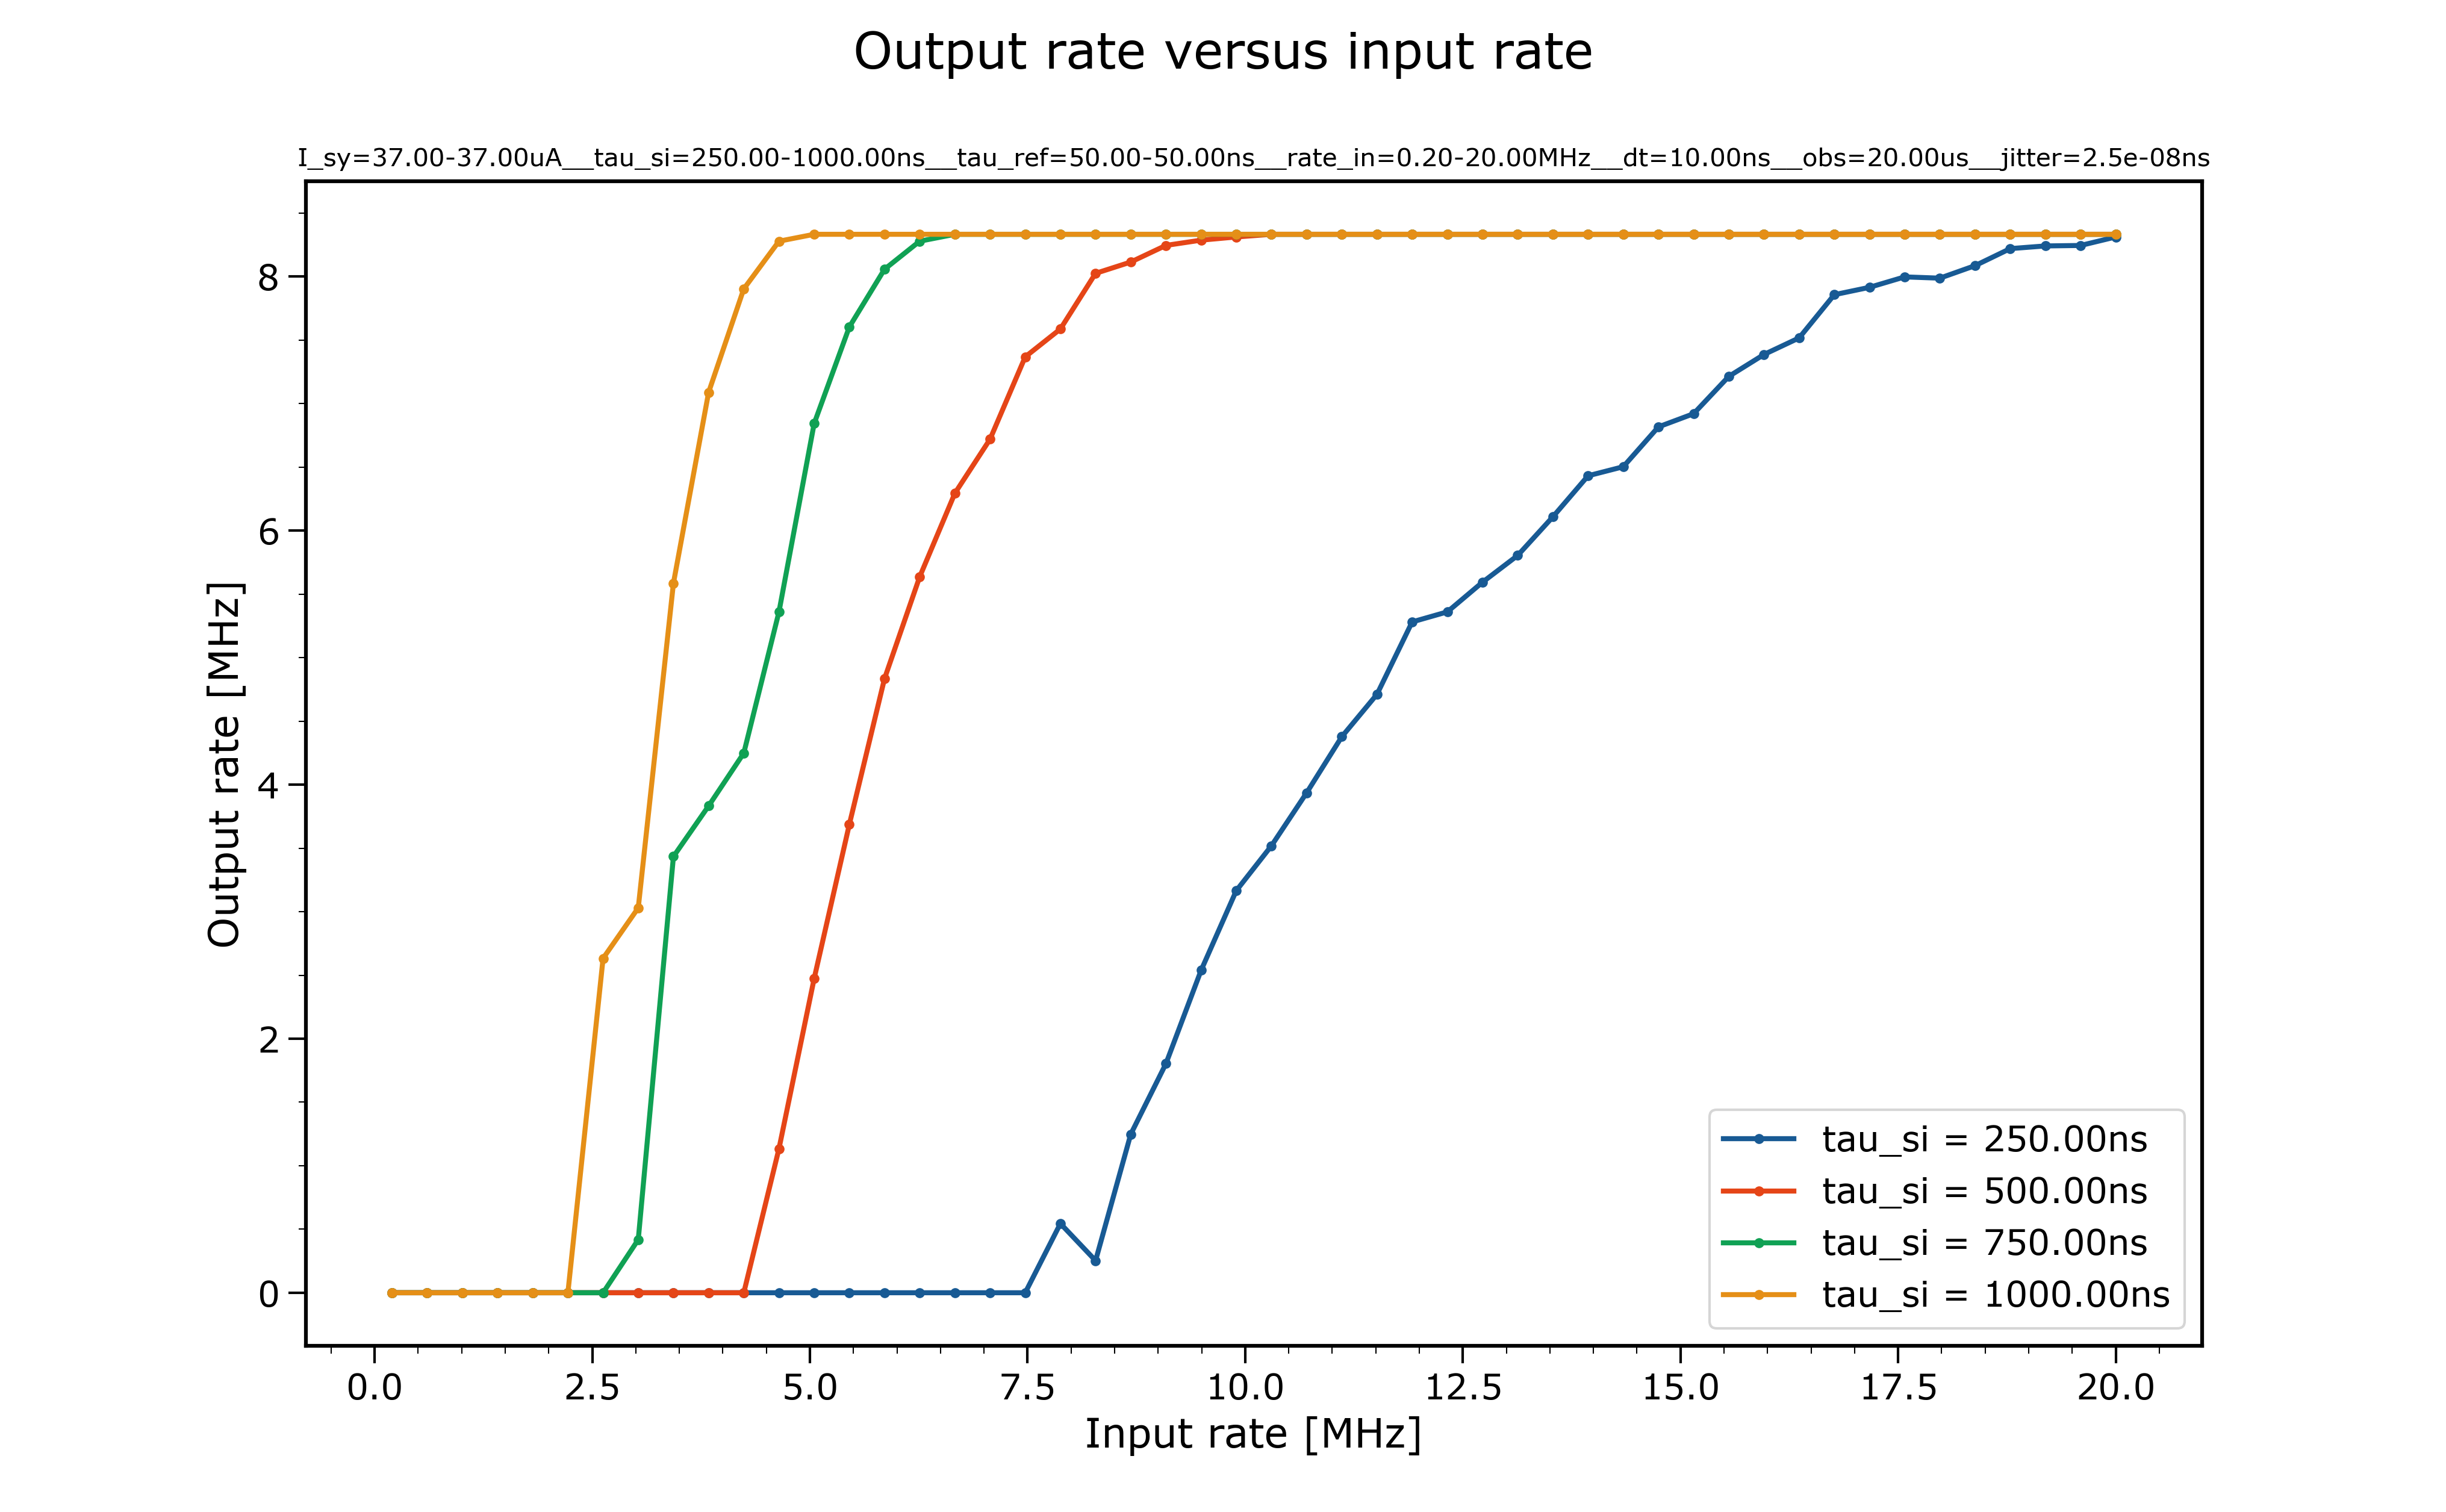 Output rate versus input rate
I_sy=37.00-37.00uA__tau_si=250.00-1000.00ns__tau_ref=50.00-50.00ns__rate_in=0.20-20.00MHz__dt=10.00ns__obs=20.00us__jitter=2.5e-08ns
Output rate [MHz]
8
6
4
2
0
tau_si = 250.00ns
tau_si = 500.00ns
tau_si = 750.00ns
tau_si = 1000.00ns
0.0 2.5 5.0 7.5 10.0 12.5 15.0 17.5 20.0
Input rate [MHz]